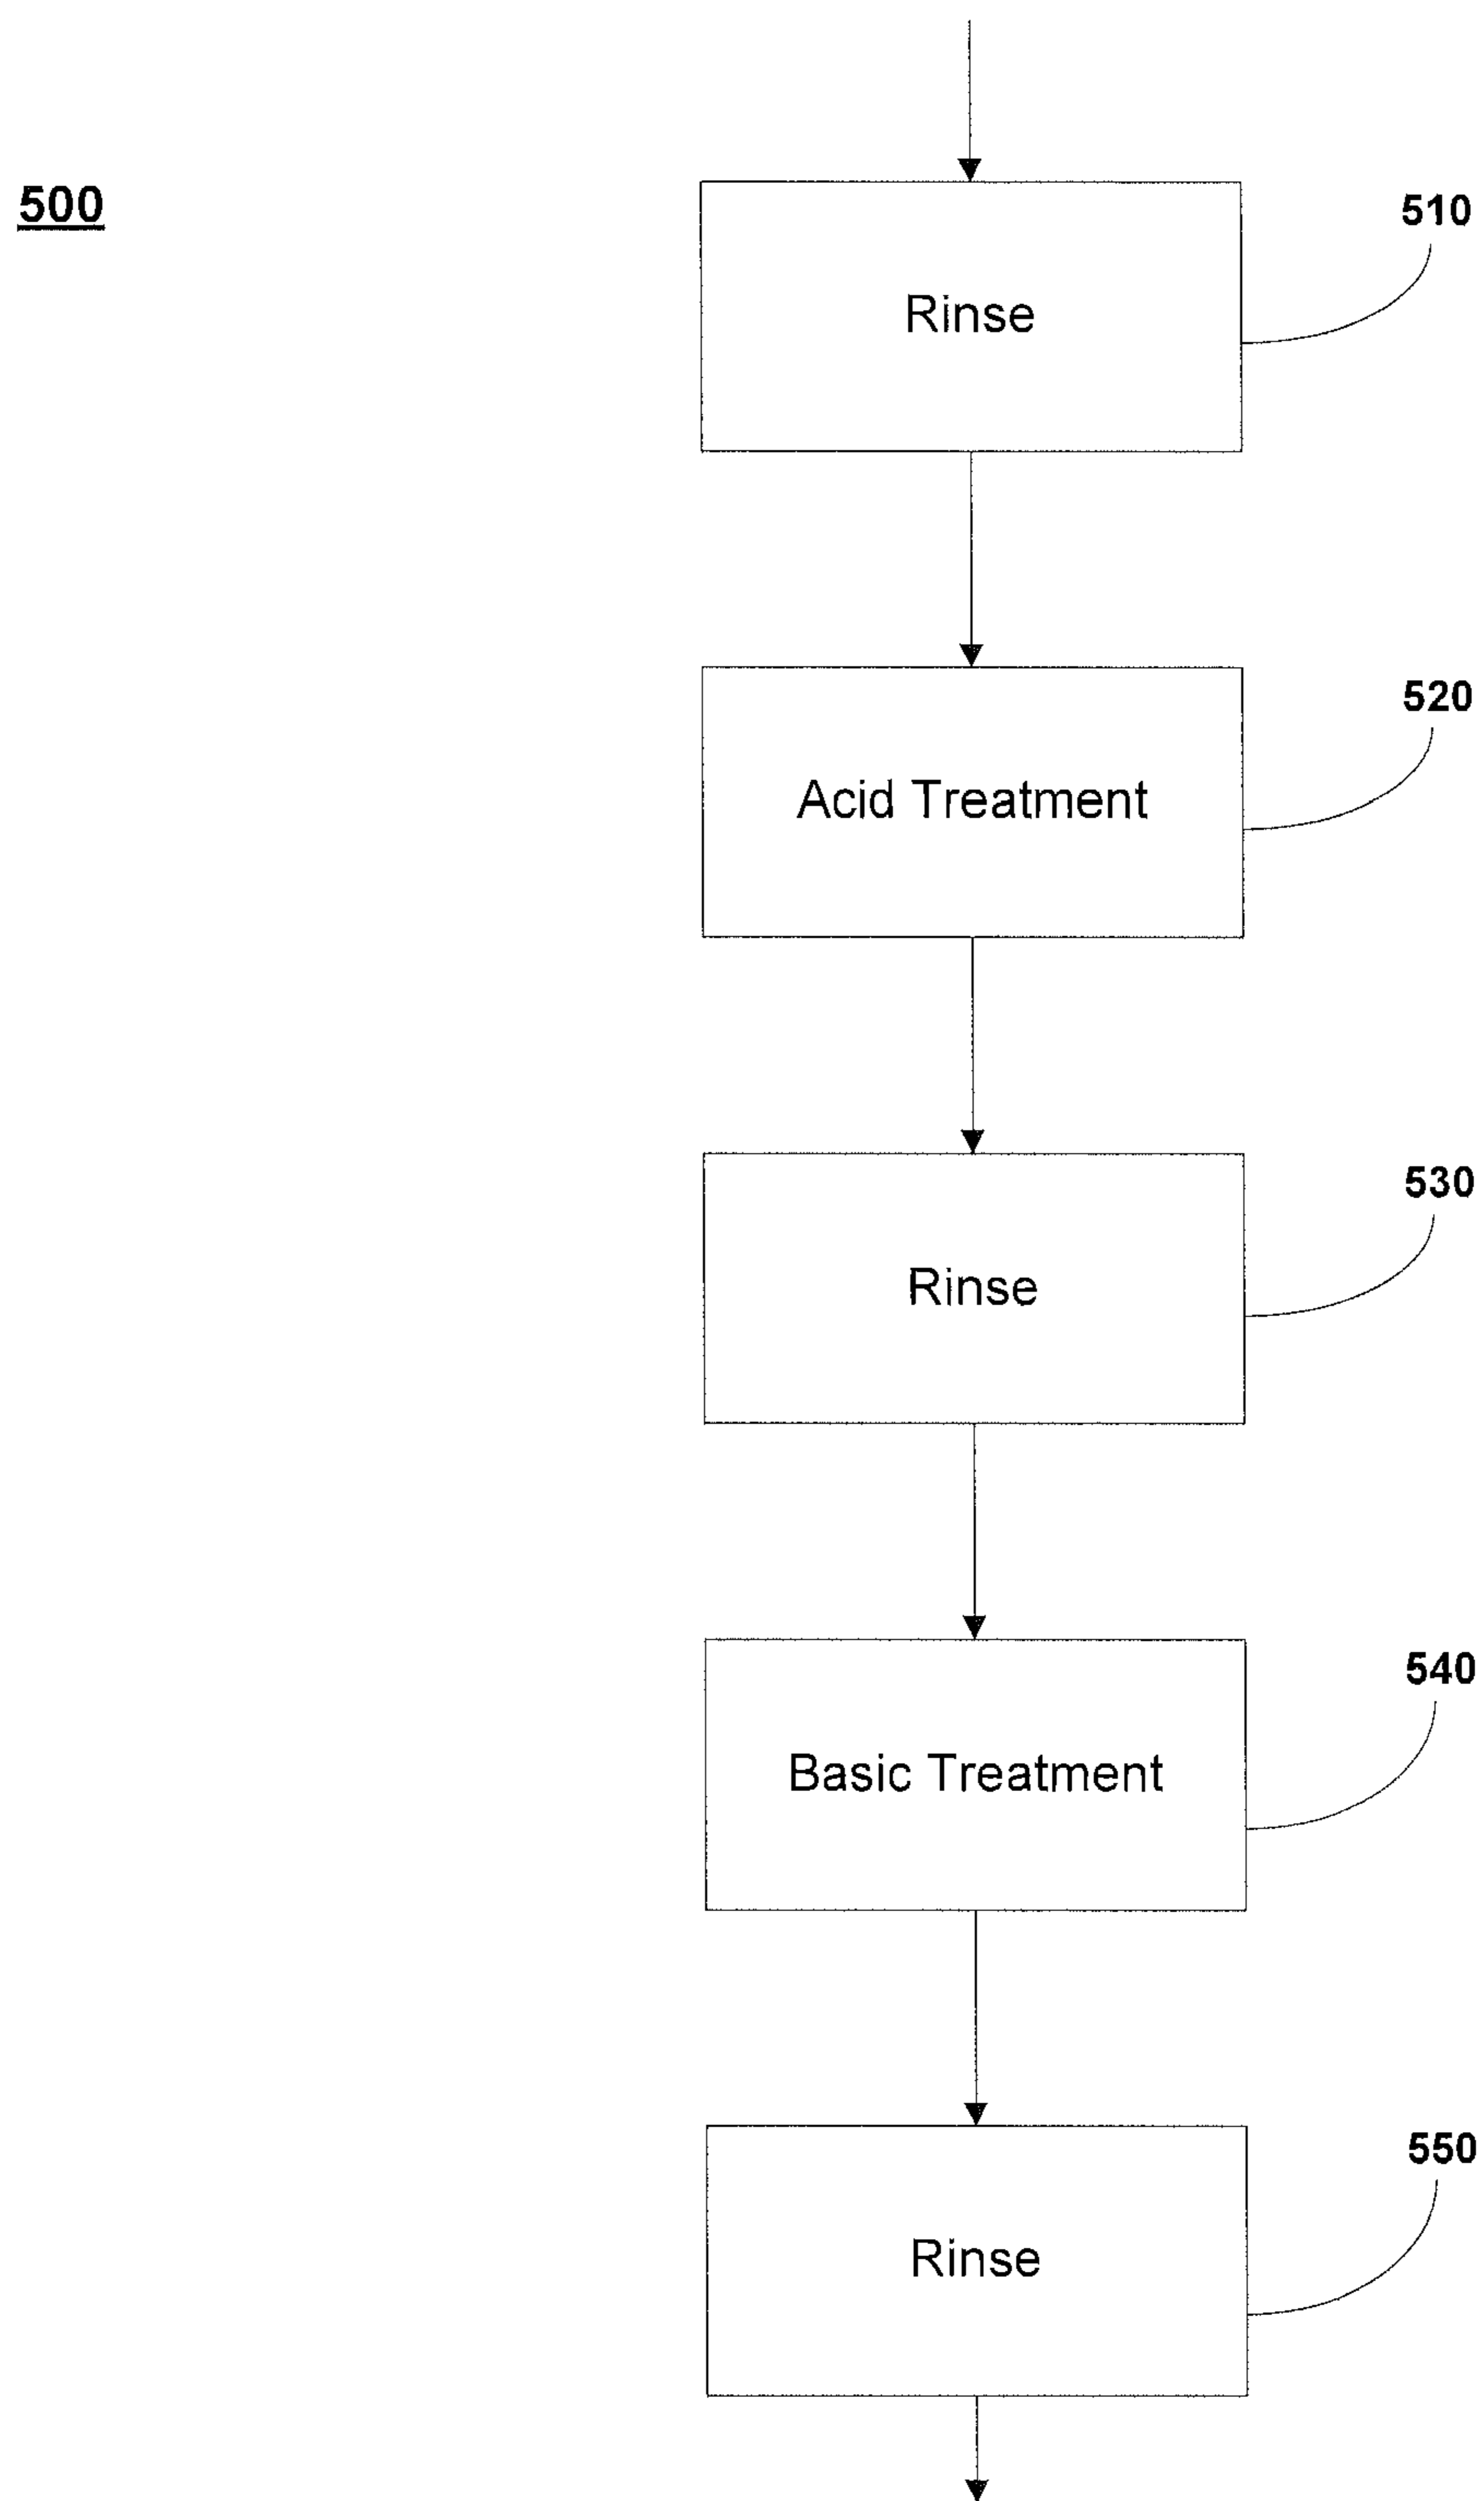 500
510
Rinse
520
Acid Treatment
530
Rinse
540
Basic Treatment
550
Rinse